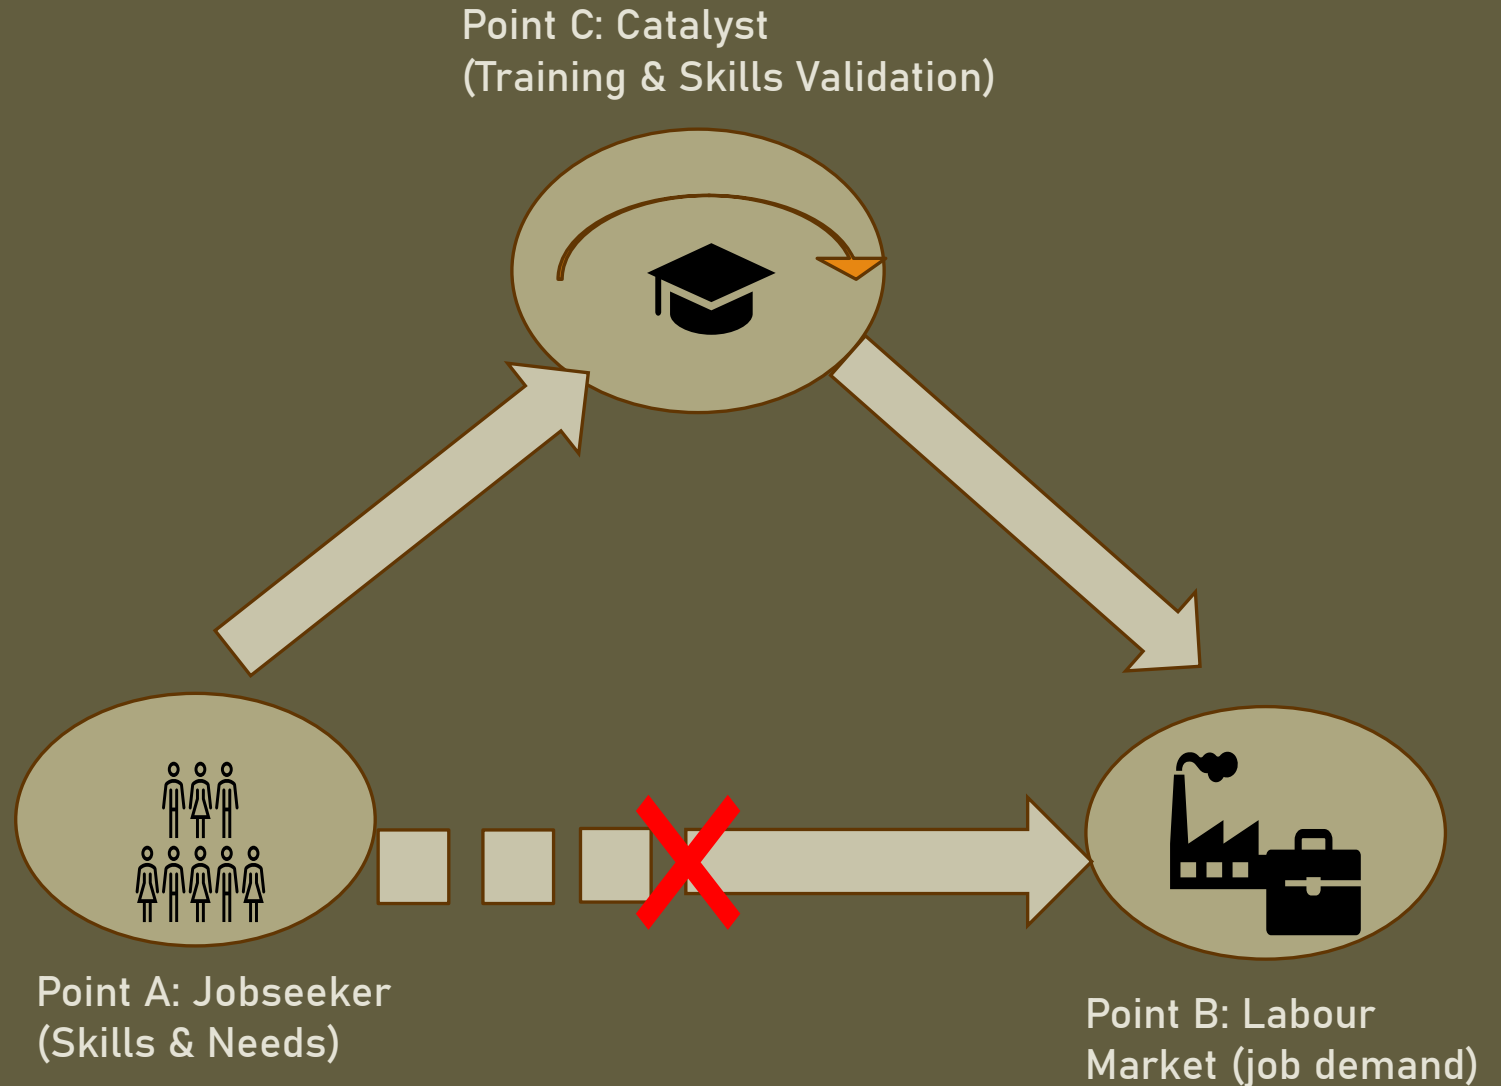 Point C: Catalyst
(Training & Skills Validation)
Point A: Jobseeker
(Skills & Needs)
Point B: Labour
Market (job demand)